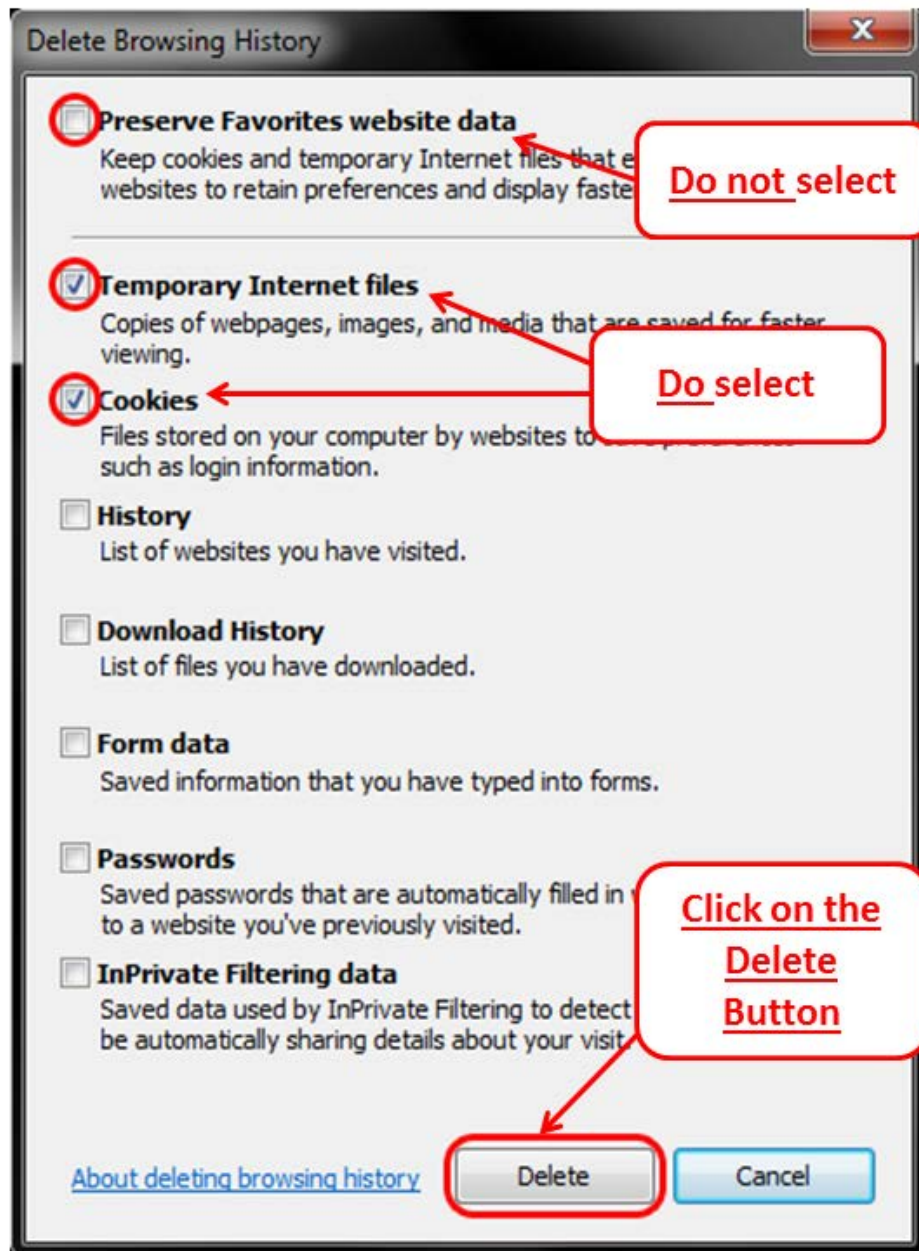 Delete Browsing History
Preserve Favorites website data
Keep cookies and temporary Internet files that
websites to retain preferences and display faste
Do not select
Temporary Internet files
Copies of webpages, images, and media that are saved for faster
viewing.
Do select
Cookies
Files stored on your computer by websites to save preferences
such as login information.
History
List of websites you have visited.
Download History
List of files you have downloaded.
Form data
Saved information that you have typed into forms.
Passwords
Saved passwords that are automatically filled in
to a website you've previously visited.
Click on the
Delete
Button
InPrivate Filtering data
Saved data used by InPrivate Filtering to detect
be automatically sharing details about your visit.
About deleting browsing history
Delete
Cancel